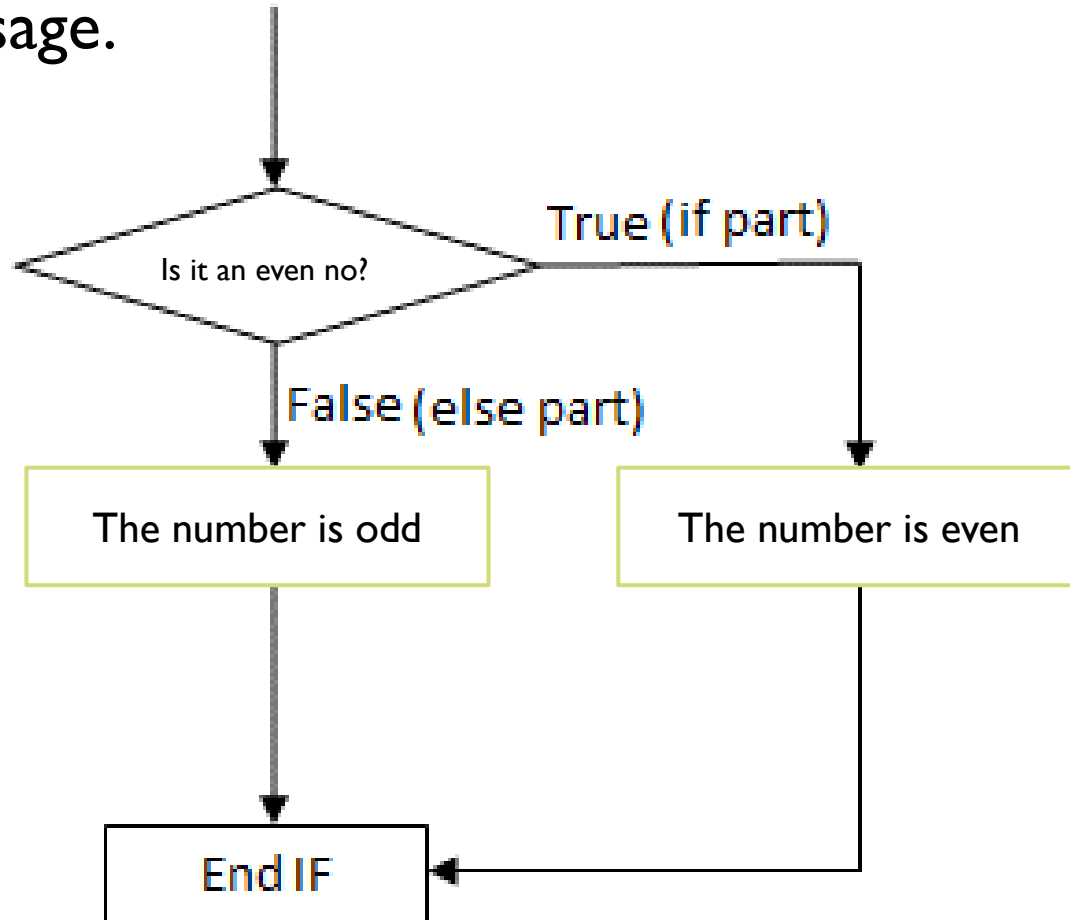 sage.
True (if part)
Is it an even no?
False (else part)
The number is odd
The number is even
End IF